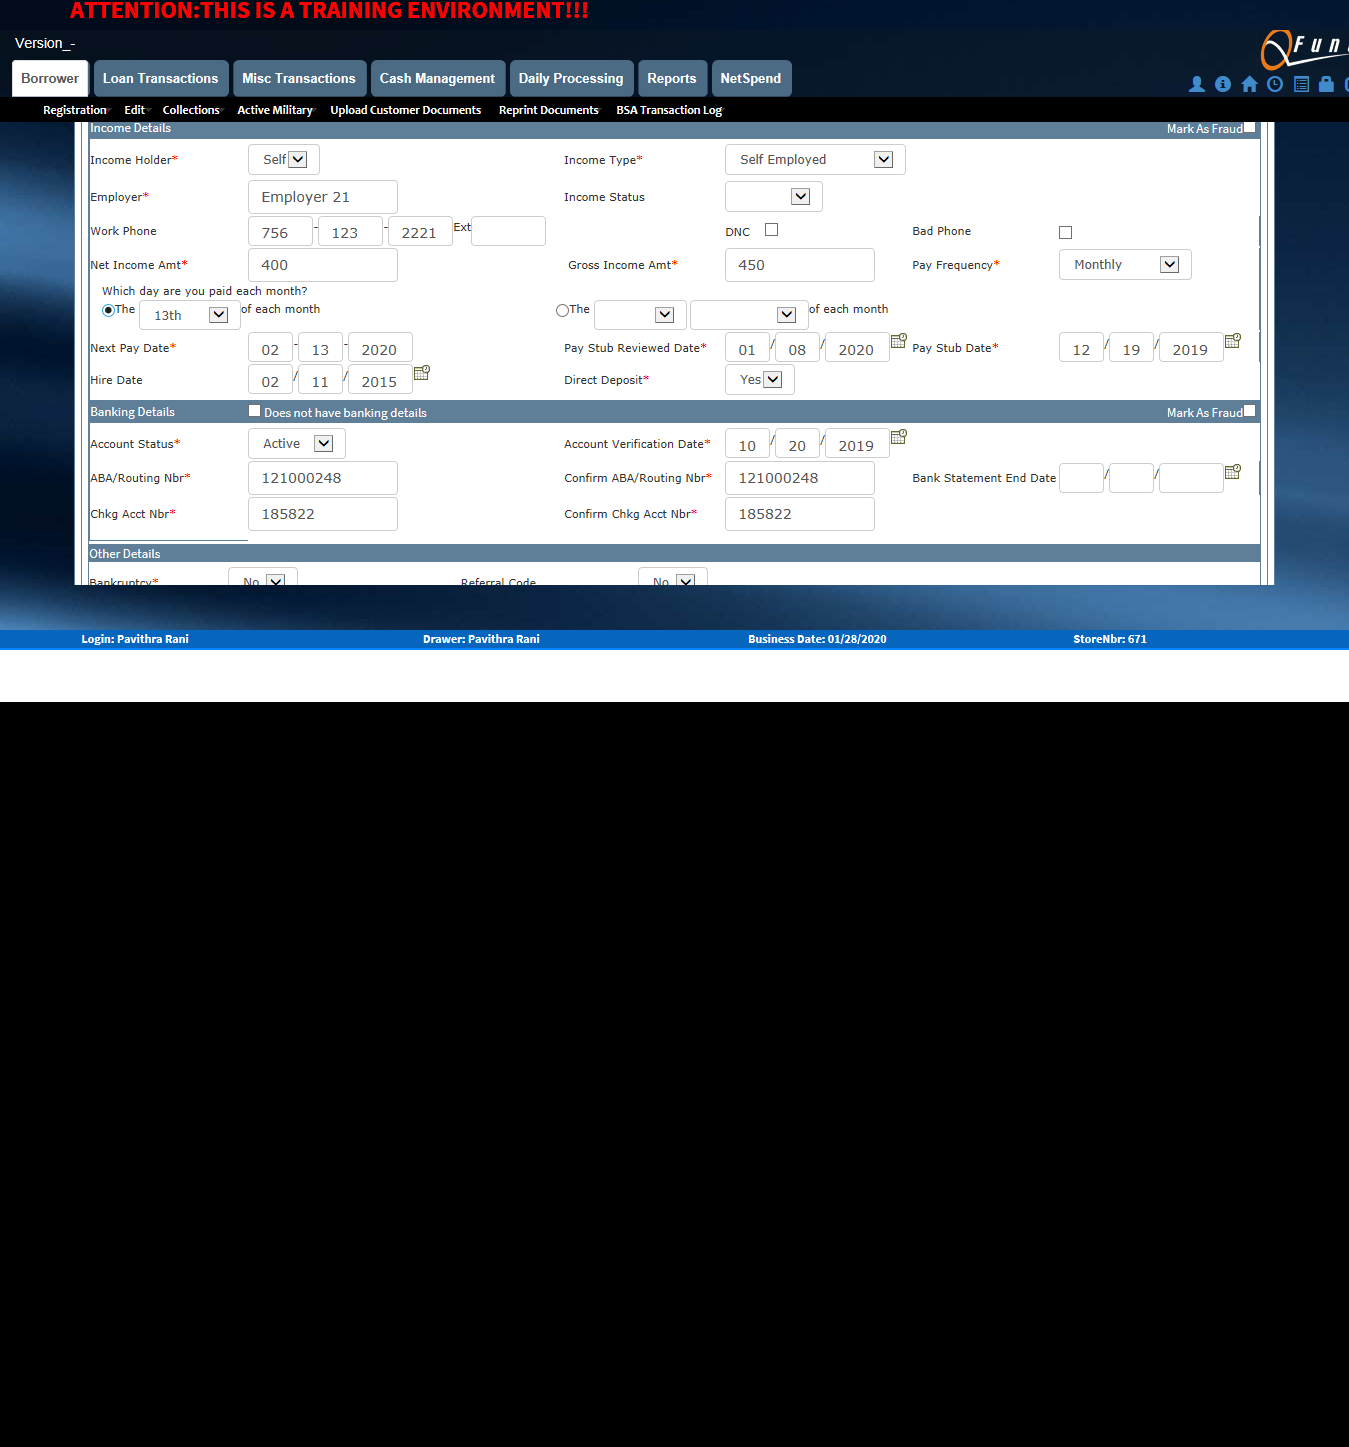 ATTENTION:THIS IS A TRAINING ENVIRONMENT!!!
Version_-
QFun
Borrower Loan Transactions Misc Transactions Cash Management Daily Processing Reports NetSpend
Registration Edit Collections Active Military Upload Customer Documents Reprint Documents BSA Transaction Log
Income Details Mark As Fraud
Income Holder* Self Income Type* Self Employed
Employer* Employer 21 Income Status
Work Phone 756 - 123 - 2221 Ext DNC Bad Phone
Net Income Amt* 400 Gross Income Amt* 450 Pay Frequency* Monthly
Which day are you paid each month?
The 13th of each month The of each month
Next Pay Date* 02 - 13 - 2020 Pay Stub Reviewed Date* 01 / 08 / 2020 Pay Stub Date* 12 / 19 / 2019
Hire Date 02 / 11 / 2015 Direct Deposit* Yes
Banking Details Does not have banking details Mark As Fraud
Account Status* Active Account Verification Date* 10 / 20 / 2019
ABA/Routing Nbr* 121000248 Confirm ABA/Routing Nbr* 121000248 Bank Statement End Date / /
Chkg Acct Nbr* 185822 Confirm Chkg Acct Nbr* 185822
Other Details
Bankruptcy* No Referral Code No
Login: Pavithra Rani Drawer: Pavithra Rani Business Date: 01/28/2020 StoreNbr: 671